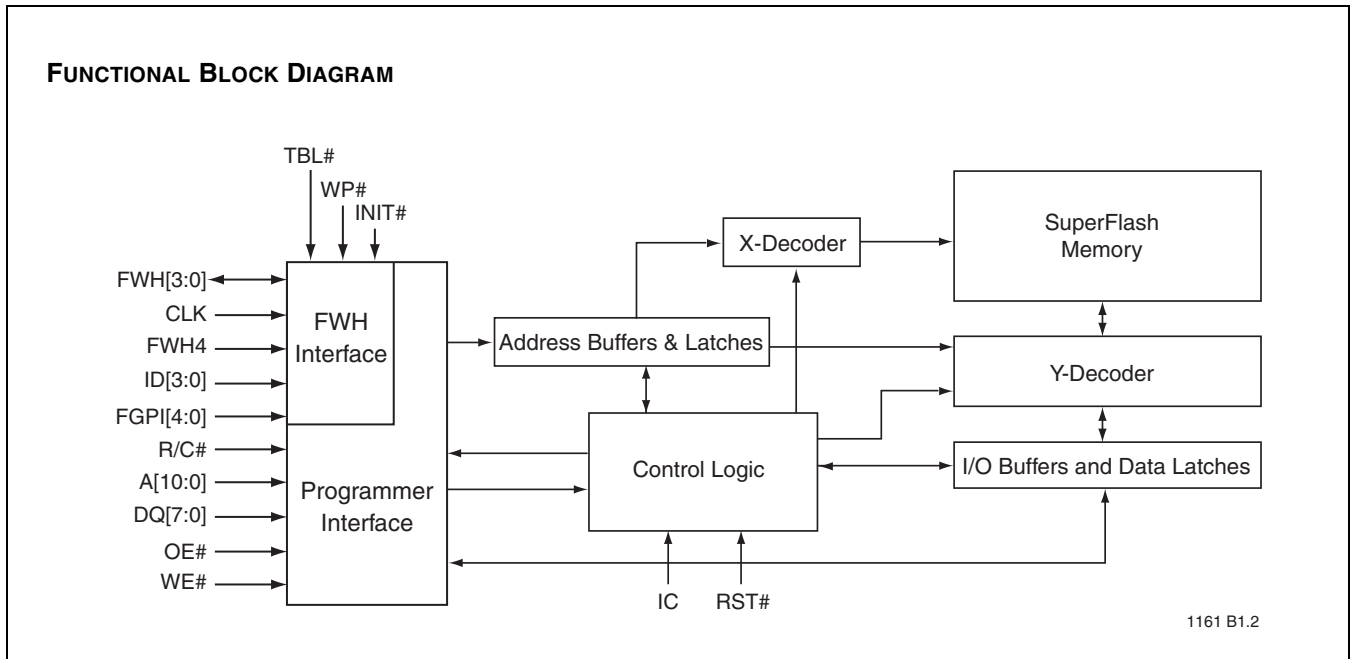 FUNCTIONAL BLOCK DIAGRAM
TBL#
WP#
INIT#
FWH[3:0]
CLK
FWH4
ID[3:0]
FGPI[4:0]
R/C#
A[10:0]
DQ[7:0]
OE#
WE#
FWH
Interface
Programmer
Interface
Address Buffers & Latches
X-Decoder
SuperFlash
Memory
Y-Decoder
Control Logic
I/O Buffers and Data Latches
IC
RST#
1161 B1.2